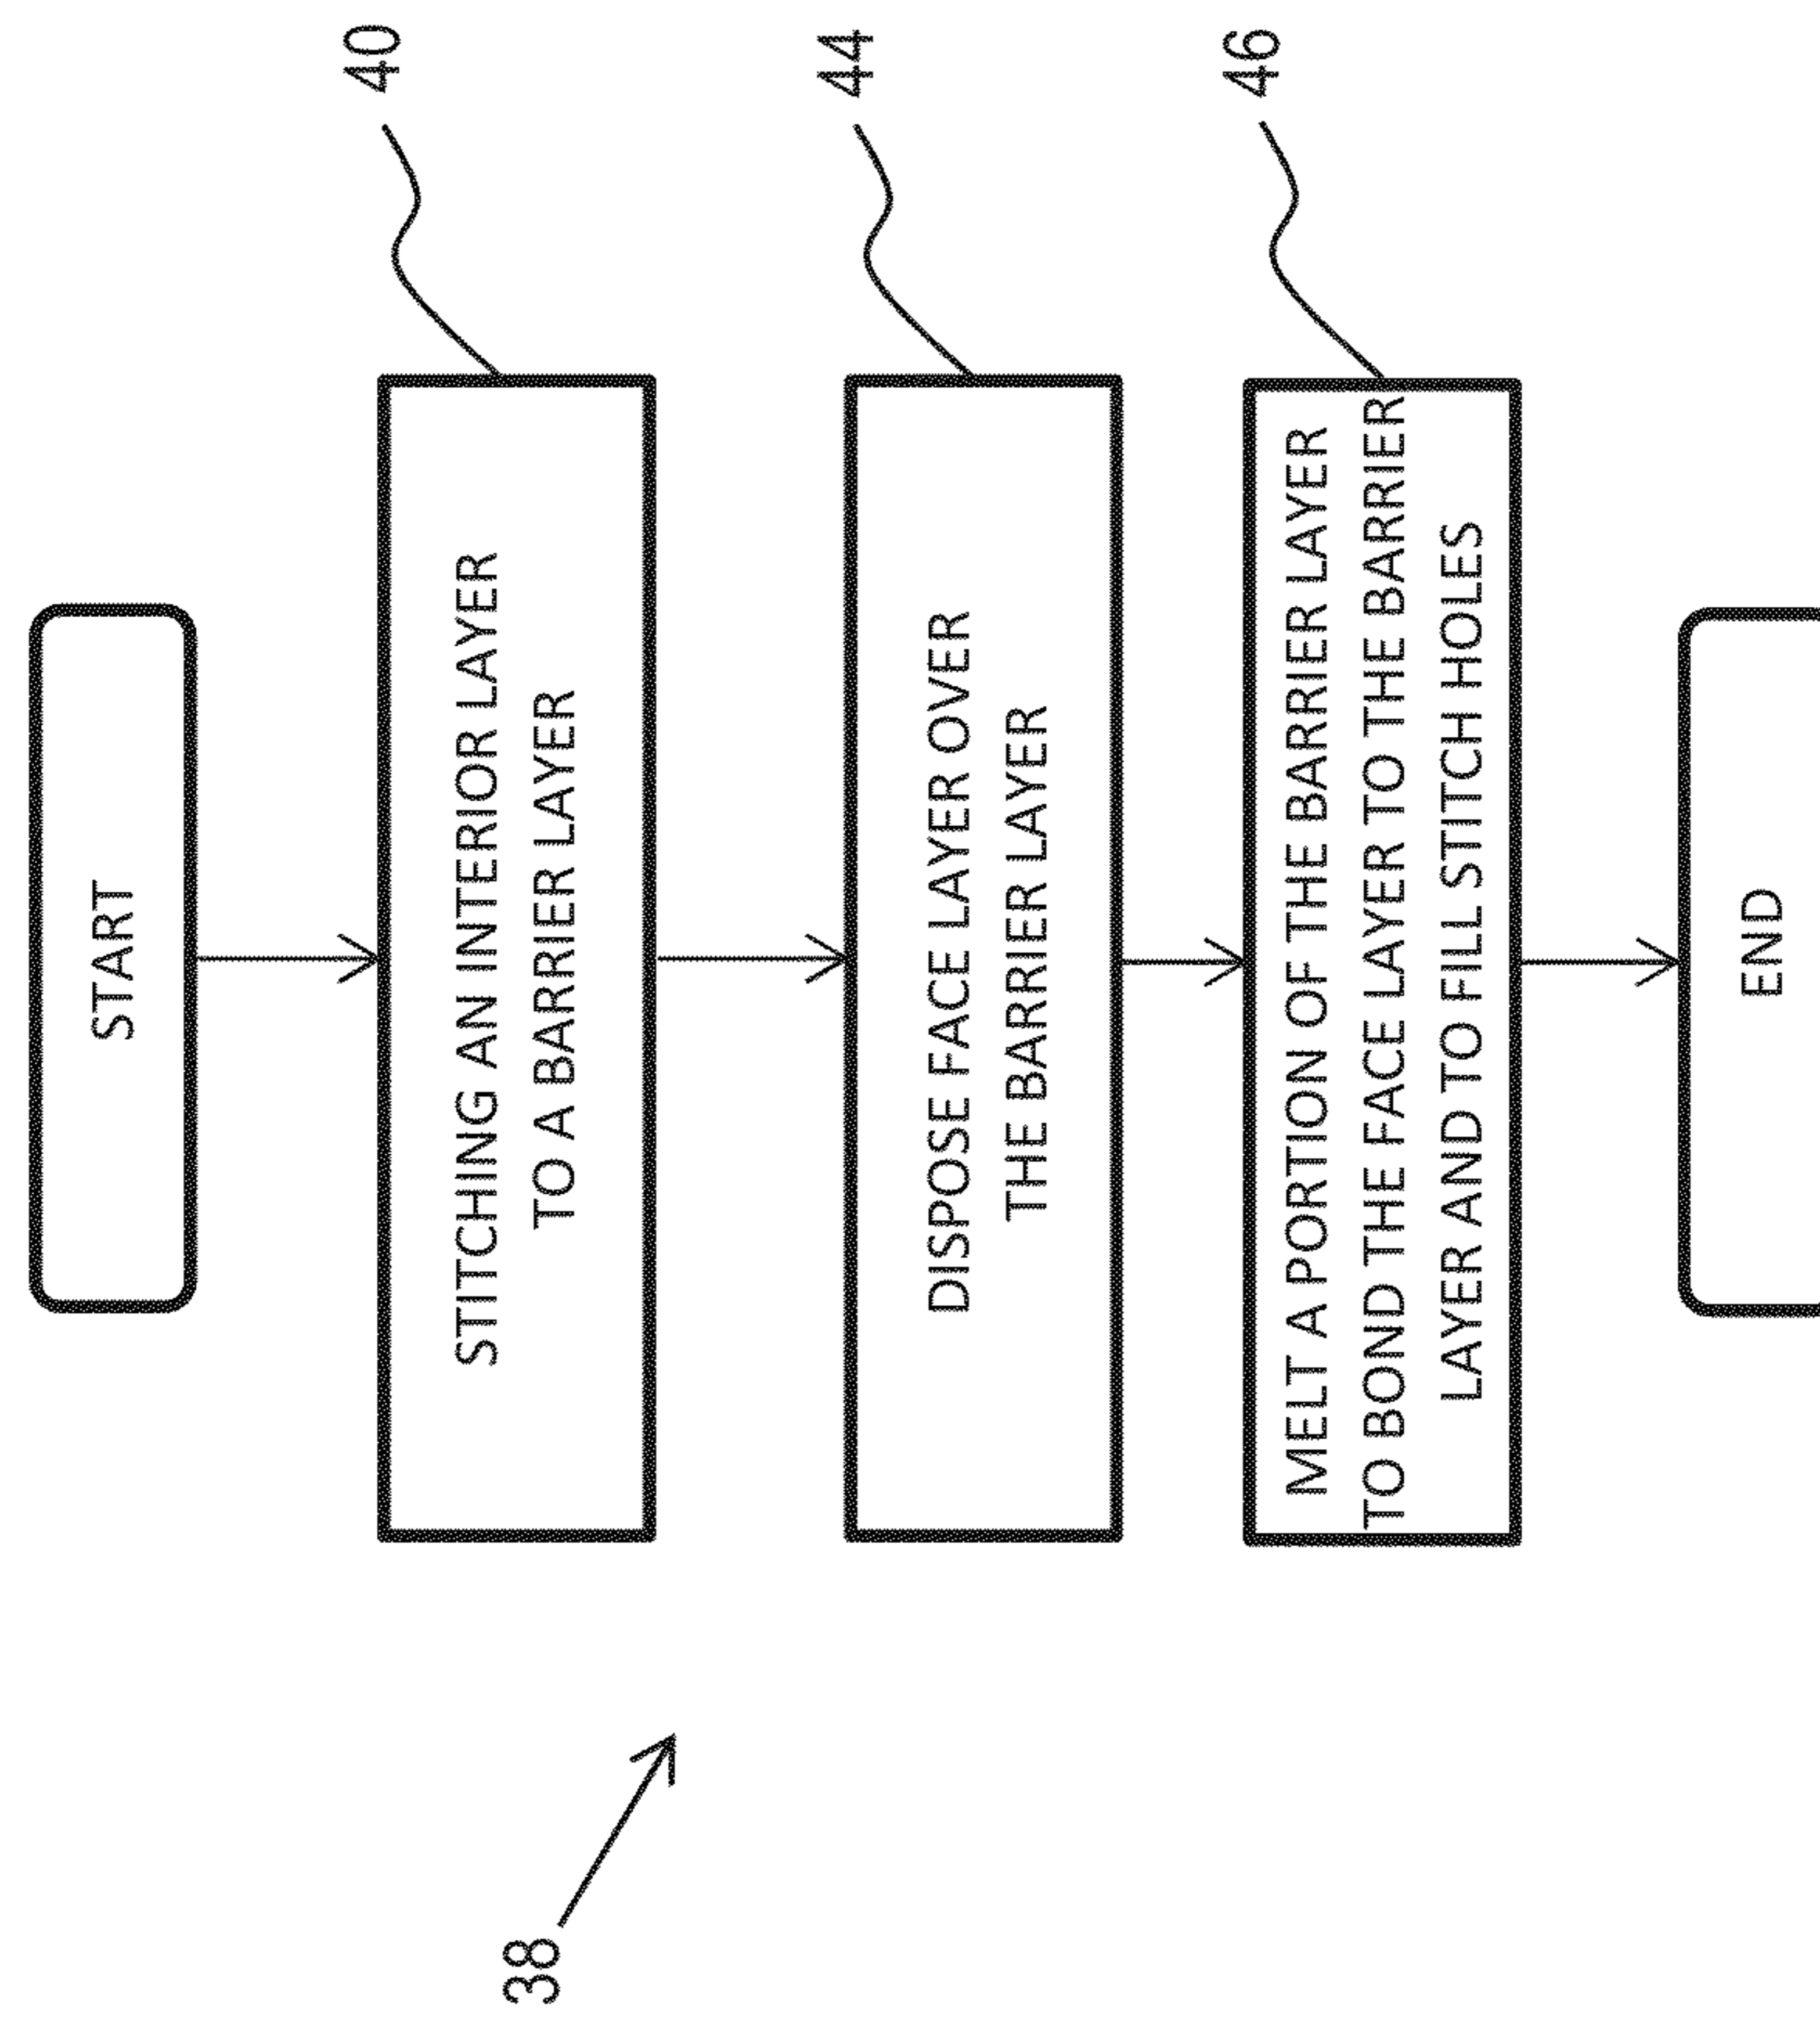 38
START
STITCHING AN INTERIOR LAYER
TO A BARRIER LAYER
40
DISPOSE FACE LAYER OVER
THE BARRIER LAYER
44
MELT A PORTION OF THE BARRIER LAYER
TO BOND THE FACE LAYER TO THE BARRIER
LAYER AND TO FILL STITCH HOLES
46
END